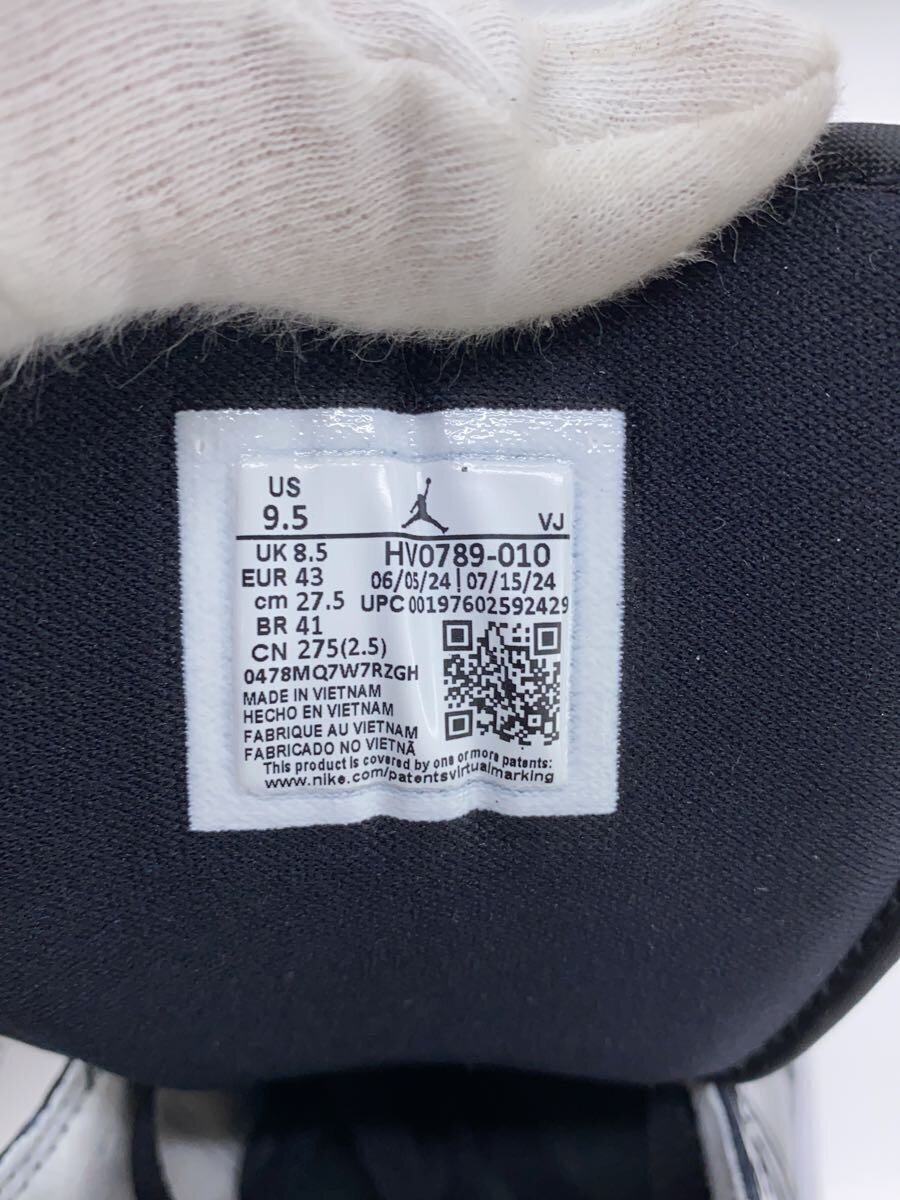 US
9.5
VJ
UK 8.5
HV0789-010
EUR 43
06/05/24 | 07/15/24
cm 27.5
UPC 00197602592429
BR 41
CN 275(2.5)
0478MQ7W7RZGH
MADE IN VIETNAM
HECHO EN VIETNAM
FABRIQUE AU VIETNAM
FABRICADO NO VIETNÃ
This product is covered by one or more patents:
www.nike.com/patentsvirtualmarking